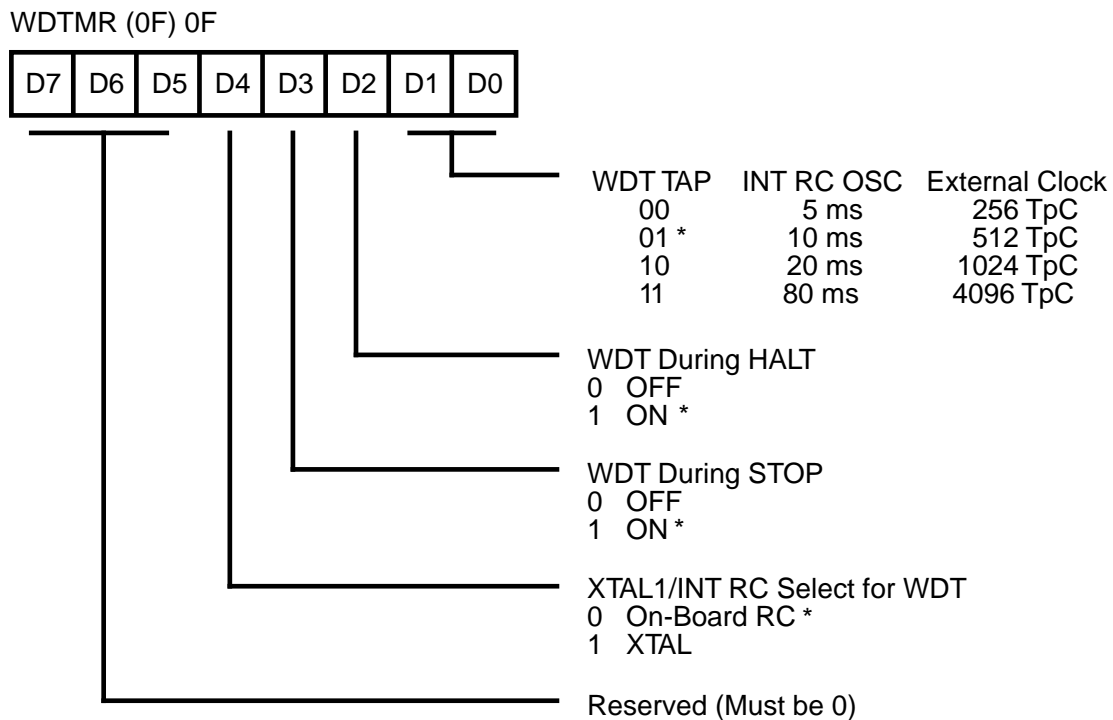 WDTMR (0F) 0F
D7 D6 D5 D4 D3 D2 D1 D0
WDT TAP INT RC OSC External Clock
00 5 ms 256 TpC
01 * 10 ms 512 TpC
10 20 ms 1024 TpC
11 80 ms 4096 TpC
WDT During HALT
0 OFF
1 ON *
WDT During STOP
0 OFF
1 ON *
XTAL1/INT RC Select for WDT
0 On-Board RC *
1 XTAL
Reserved (Must be 0)